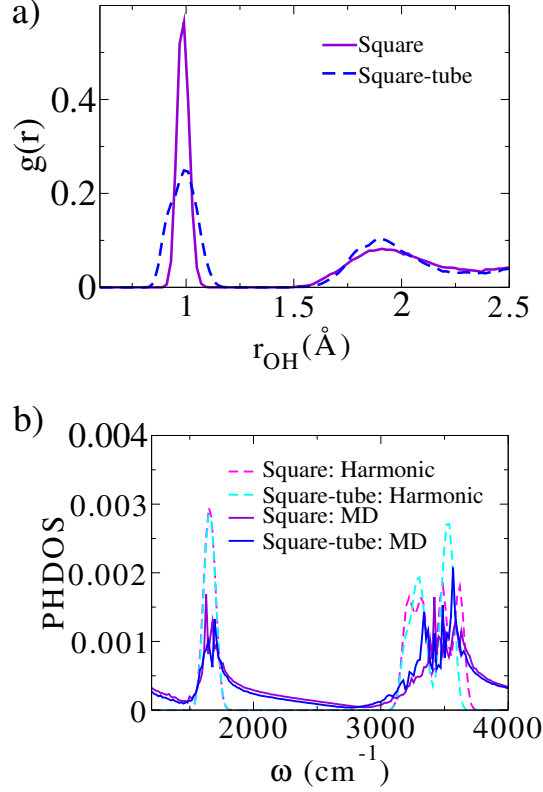 a)
Square
Square-tube
g(r)
0.4
0.2
0
1
1.5
2
2.5
r_OH (Å)
b)
0.004
0.003
0.002
0.001
0
Square: Harmonic
Square-tube: Harmonic
Square: MD
Square-tube: MD
PHDOS
2000
3000
4000
ω (cm⁻¹)